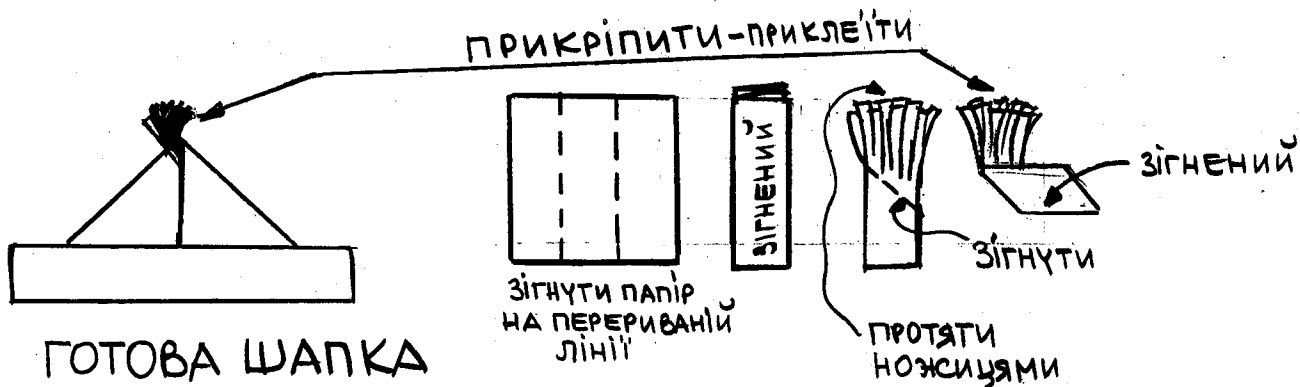 ПРИКРІПИТИ-ПРИКЛЕЇТИ
ЗІГНЕНИЙ
ЗІГНЕНИЙ
ЗІГНУТИ
ЗІГНУТИ ПАПІР
НА ПЕРЕРИВАНІЙ
ЛІНІЇ
ПРОТЯТИ
НОЖИЦЯМИ
ГОТОВА ШАПКА